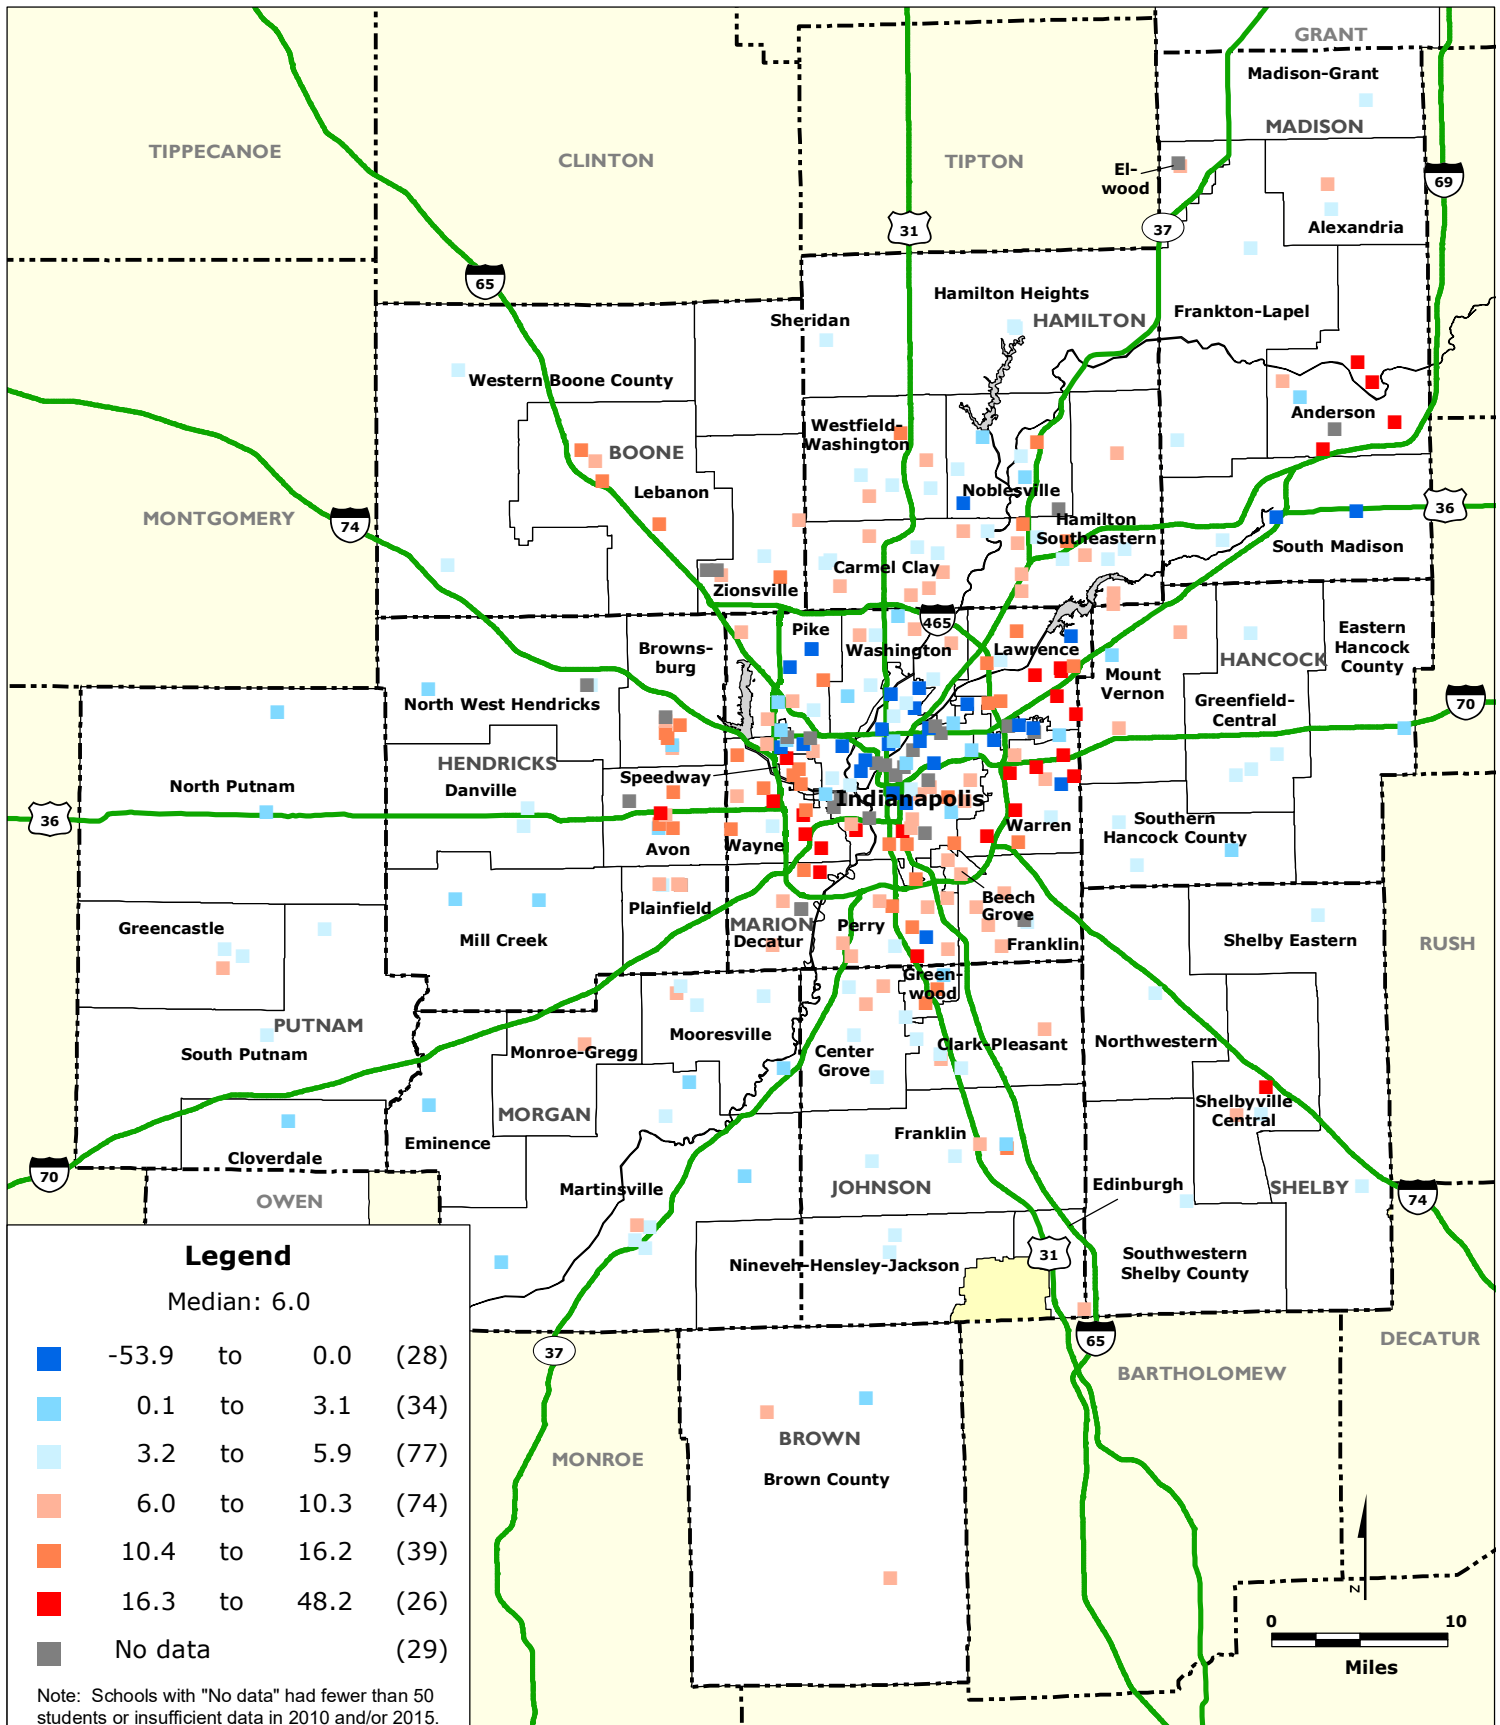 GRANT
Madison-Grant
MADISON
TIPPECANOE
CLINTON
TIPTON
El-
wood
69
31
37
Alexandria
65
Hamilton Heights
HAMILTON
Frankton-Lapel
Sheridan
Western Boone County
Anderson
Westfield-
Washington
BOONE
Lebanon
Noblesville
36
MONTGOMERY
74
Hamilton
Southeastern
South Madison
Carmel Clay
Zionsville
465
Pike
Washington
Lawrence
Eastern
Hancock
County
Browns-
burg
HANCOCK
Mount
Vernon
North West Hendricks
Greenfield-
Central
70
HENDRICKS
Danville
Speedway
North Putnam
Indianapolis
36
Southern
Hancock County
Warren
Wayne
Avon
Plainfield
Beech
Grove
MARION
Decatur
Perry
Franklin
Greencastle
Mill Creek
Shelby Eastern
RUSH
Green-
wood
PUTNAM
South Putnam
Mooresville
Monroe-Gregg
Center
Grove
Clark-Pleasant
Northwestern
Shelbyville
Central
MORGAN
Eminence
Franklin
Cloverdale
70
OWEN
Martinsville
JOHNSON
Edinburgh
SHELBY
74
31
Southwestern
Shelby County
Nineveh-Hensley-Jackson
65
37
DECATUR
BARTHOLOMEW
BROWN
Brown County
MONROE
Legend
Median: 6.0
-53.9 to 0.0 (28)
0.1 to 3.1 (34)
3.2 to 5.9 (77)
6.0 to 10.3 (74)
10.4 to 16.2 (39)
16.3 to 48.2 (26)
No data (29)
Note: Schools with "No data" had fewer than 50
students or insufficient data in 2010 and/or 2015.
N
0 10
Miles